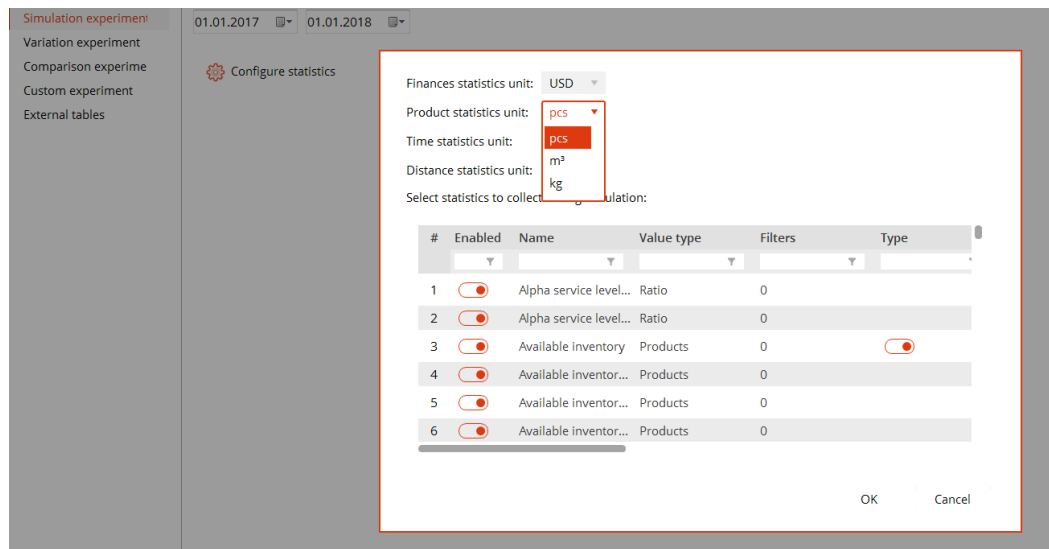 Simulation experiment
01.01.2017 01.01.2018
Variation experiment
Comparison experime
Custom experiment
External tables
Configure statistics
Finances statistics unit: USD
Product statistics unit: pcs
pcs
m³
kg
Time statistics unit:
Distance statistics unit:
Select statistics to collect
# Enabled Name Value type Filters Type
1 Alpha service level... Ratio 0
2 Alpha service level... Ratio 0
3 Available inventory Products 0
4 Available inventor... Products 0
5 Available inventor... Products 0
6 Available inventor... Products 0
OK Cancel